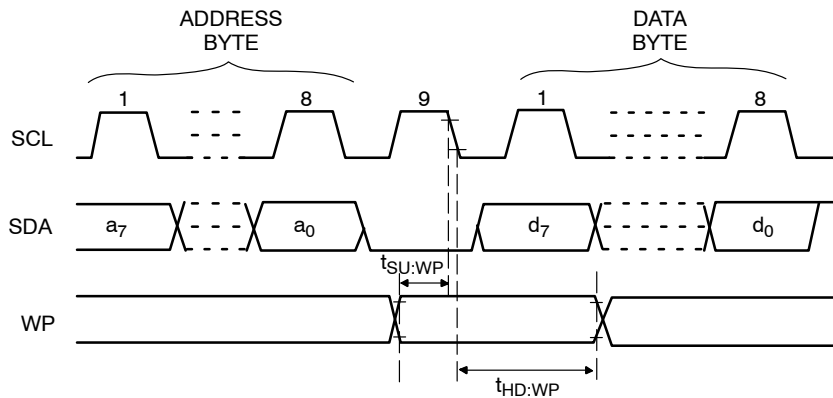 ADDRESS
BYTE
DATA
BYTE
1
8
9
1
8
SCL
SDA
a7
a0
d7
d0
tSU:WP
WP
tHD:WP